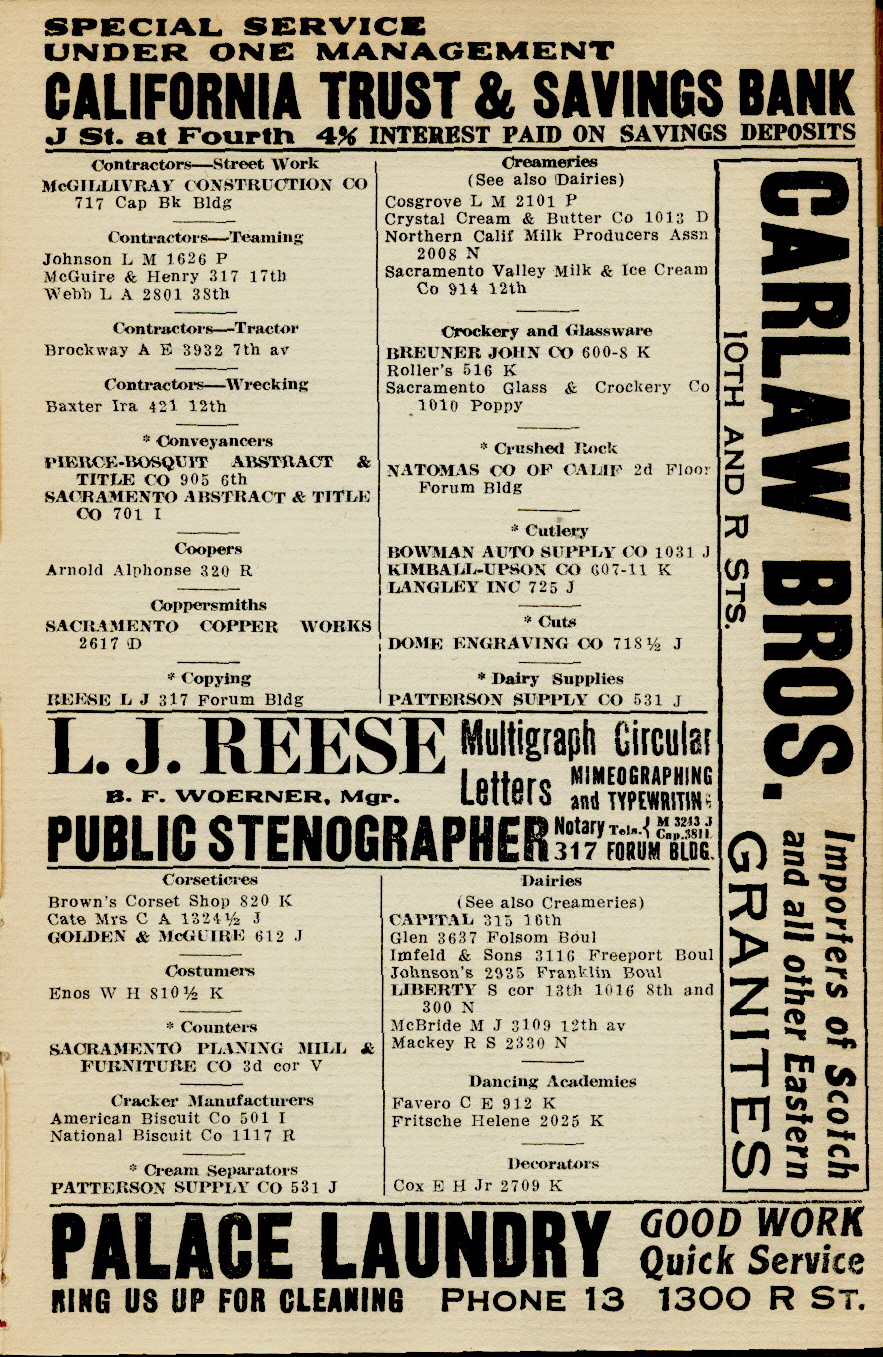 SPECIAL SERVICE
UNDER ONE MANAGEMENT
CALIFORNIA TRUST & SAVINGS BANK
J St. at Fourth 4% INTEREST PAID ON SAVINGS DEPOSITS
Contractors—Street Work
McGILLIVRAY CONSTRUCTION CO
717 Cap Bk Bldg
Contractors—Teaming
Johnson L M 1626 P
McGuire & Henry 317 17th
Webb L A 2801 38th
Contractors—Tractor
Brockway A E 3932 7th av
Contractors—Wrecking
Baxter Ira 421 12th
* Conveyancers
PIERCE-BOSQUIT ABSTRACT &
TITLE CO 905 6th
SACRAMENTO ABSTRACT & TITLE
CO 701 I
Coopers
Arnold Alphonse 320 R
Coppersmiths
SACRAMENTO COPPER WORKS
2617 D
* Copying
REESE L J 317 Forum Bldg
Creameries
(See also Dairies)
Cosgrove L M 2101 P
Crystal Cream & Butter Co 1013 D
Northern Calif Milk Producers Assn
2008 N
Sacramento Valley Milk & Ice Cream
Co 914 12th
Crockery and Glassware
BREUNER JOHN CO 600-8 K
Roller's 516 K
Sacramento Glass & Crockery Co
1010 Poppy
* Crushed Rock
NATOMAS CO OF CALIF 2d Floor
Forum Bldg
* Cutlery
BOWMAN AUTO SUPPLY CO 1031 J
KIMBALL-UPSON CO 607-11 K
LANGLEY INC 725 J
* Cuts
DOME ENGRAVING CO 718½ J
* Dairy Supplies
PATTERSON SUPPLY CO 531 J
L. J. REESE
B. F. WOERNER, Mgr.
Multigraph Circular
Letters MIMEOGRAPHING
and TYPEWRITING
PUBLIC STENOGRAPHER
Notary Tels. { M 3243 J
Cap. 3811
317 FORUM BLDG.
Corsetieres
Brown's Corset Shop 820 K
Cate Mrs C A 1324½ J
GOLDEN & McGUIRE 612 J
Costumers
Enos W H 810½ K
* Counters
SACRAMENTO PLANING MILL &
FURNITURE CO 3d cor V
Cracker Manufacturers
American Biscuit Co 501 I
National Biscuit Co 1117 R
* Cream Separators
PATTERSON SUPPLY CO 531 J
Dairies
(See also Creameries)
CAPITAL 315 16th
Glen 3637 Folsom Boul
Imfeld & Sons 3116 Freeport Boul
Johnson's 2935 Franklin Boul
LIBERTY S cor 13th 1016 8th and
300 N
McBride M J 3109 12th av
Mackey R S 2330 N
Dancing Academies
Favero C E 912 K
Fritsche Helene 2025 K
Decorators
Cox E H Jr 2709 K
CARLAW BROS.
10TH AND R STS.
Importers of Scotch
and all other Eastern
GRANITES
PALACE LAUNDRY
GOOD WORK
Quick Service
RING US UP FOR CLEANING PHONE 13 1300 R ST.